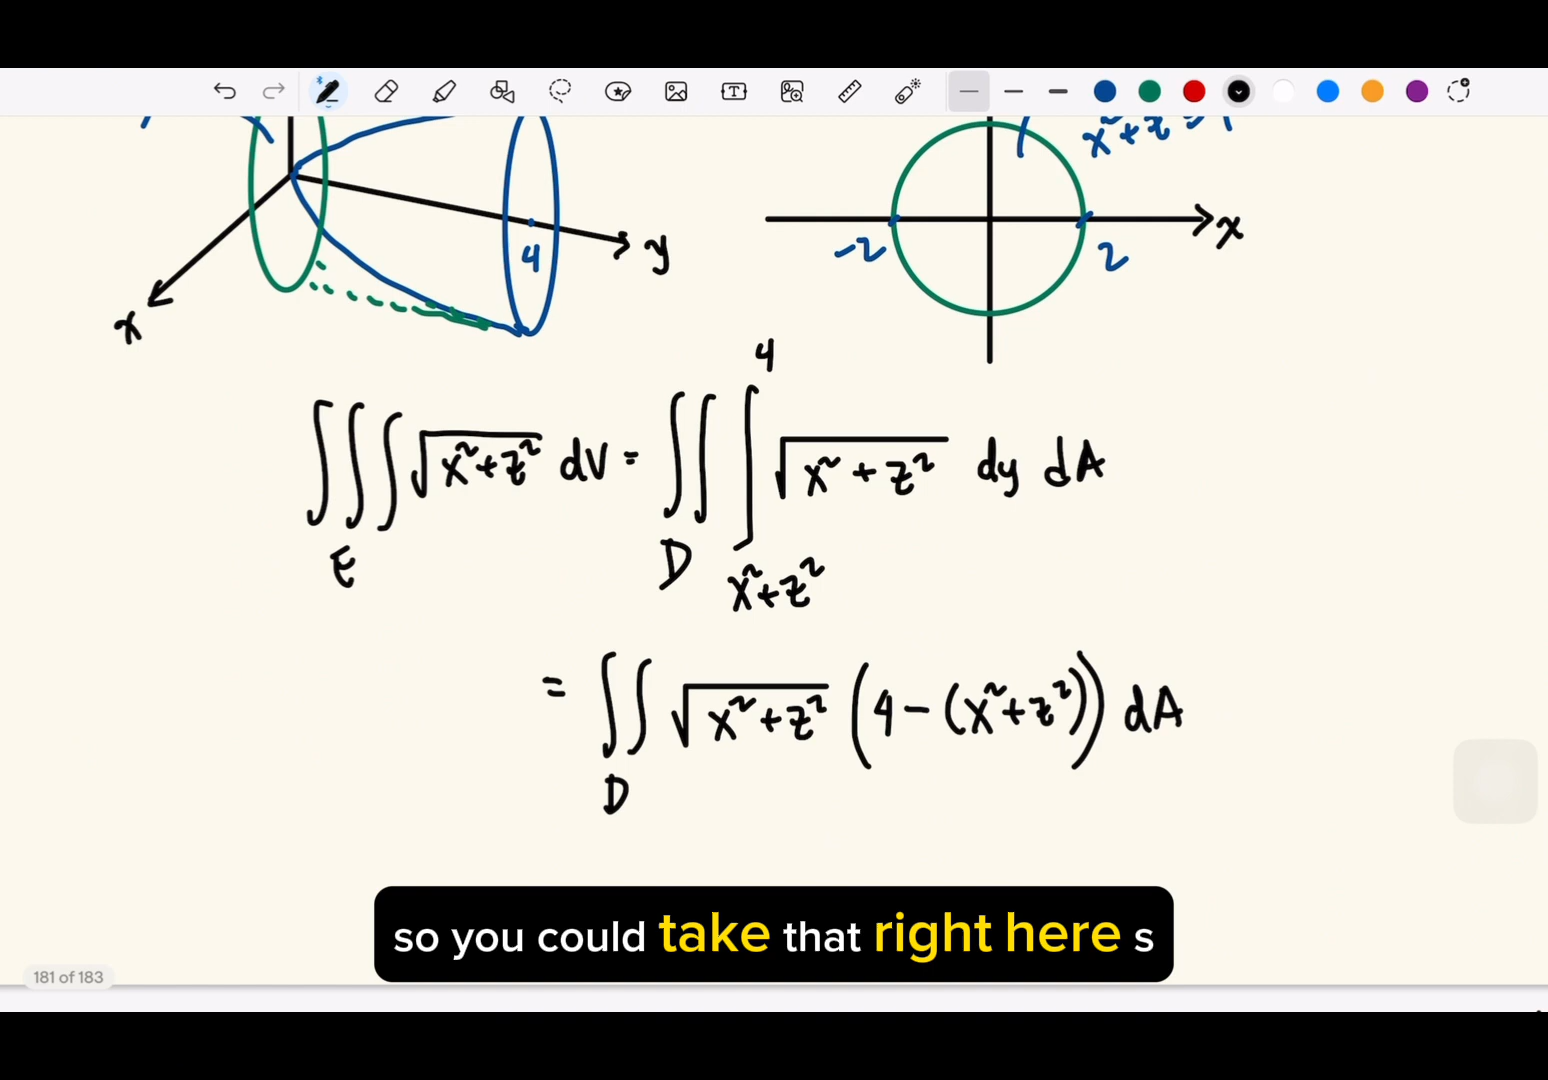 x² + z² = 4
y
x
4
x
-2
2
∭_E √(x²+z²) dV = ∬_D ∫_{x²+z²}^4 √(x² + z²) dy dA
= ∬_D √(x²+z²) (4 - (x²+z²)) dA
so you could take that right here s
181 of 183